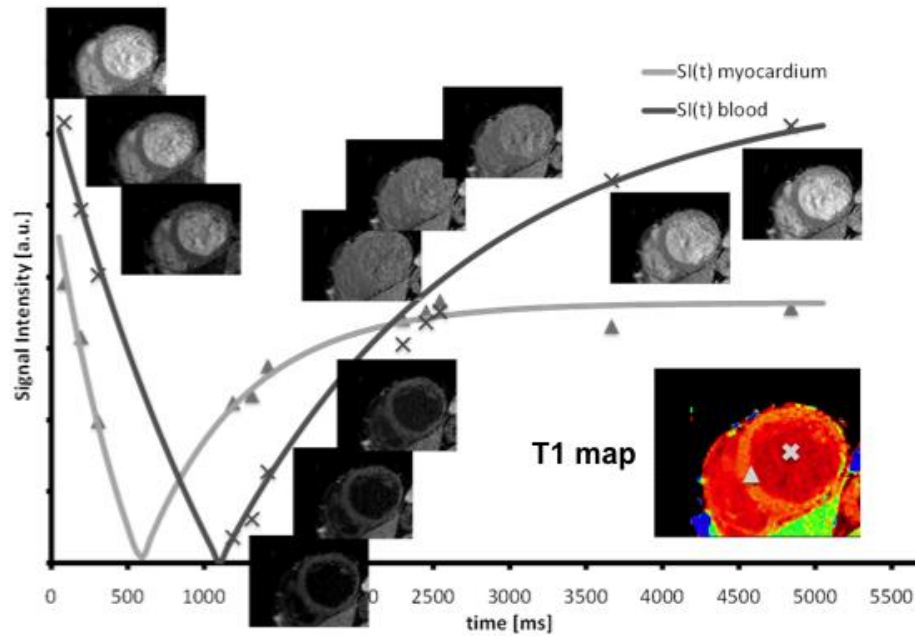 SI(t) myocardium
SI(t) blood
Signal Intensity [a.u.]
T1 map
0 500 1000 2500 3000 3500 4000 4500 5000 5500
time [ms]